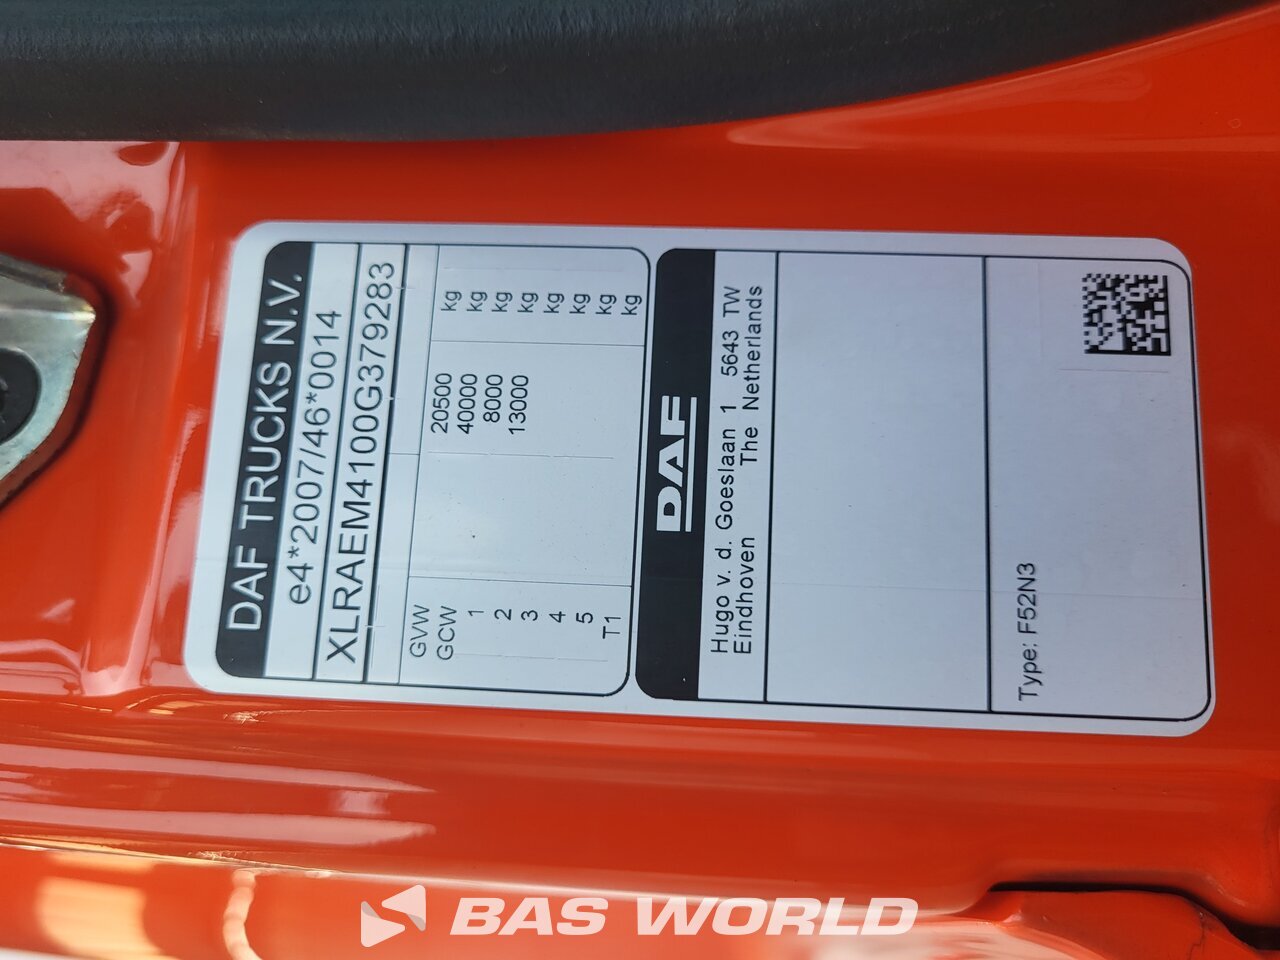 DAF TRUCKS N.V.
e4*2007/46*0014
XLRAEM4100G379283
GVW 20500 kg
GCW 40000 kg
1 8000 kg
2 13000 kg
3 kg
4 kg
5 kg
T1 kg
DAF
Hugo v. d. Goeslaan 1 5643 TW
Eindhoven The Netherlands
Type: F52N3
BAS WORLD